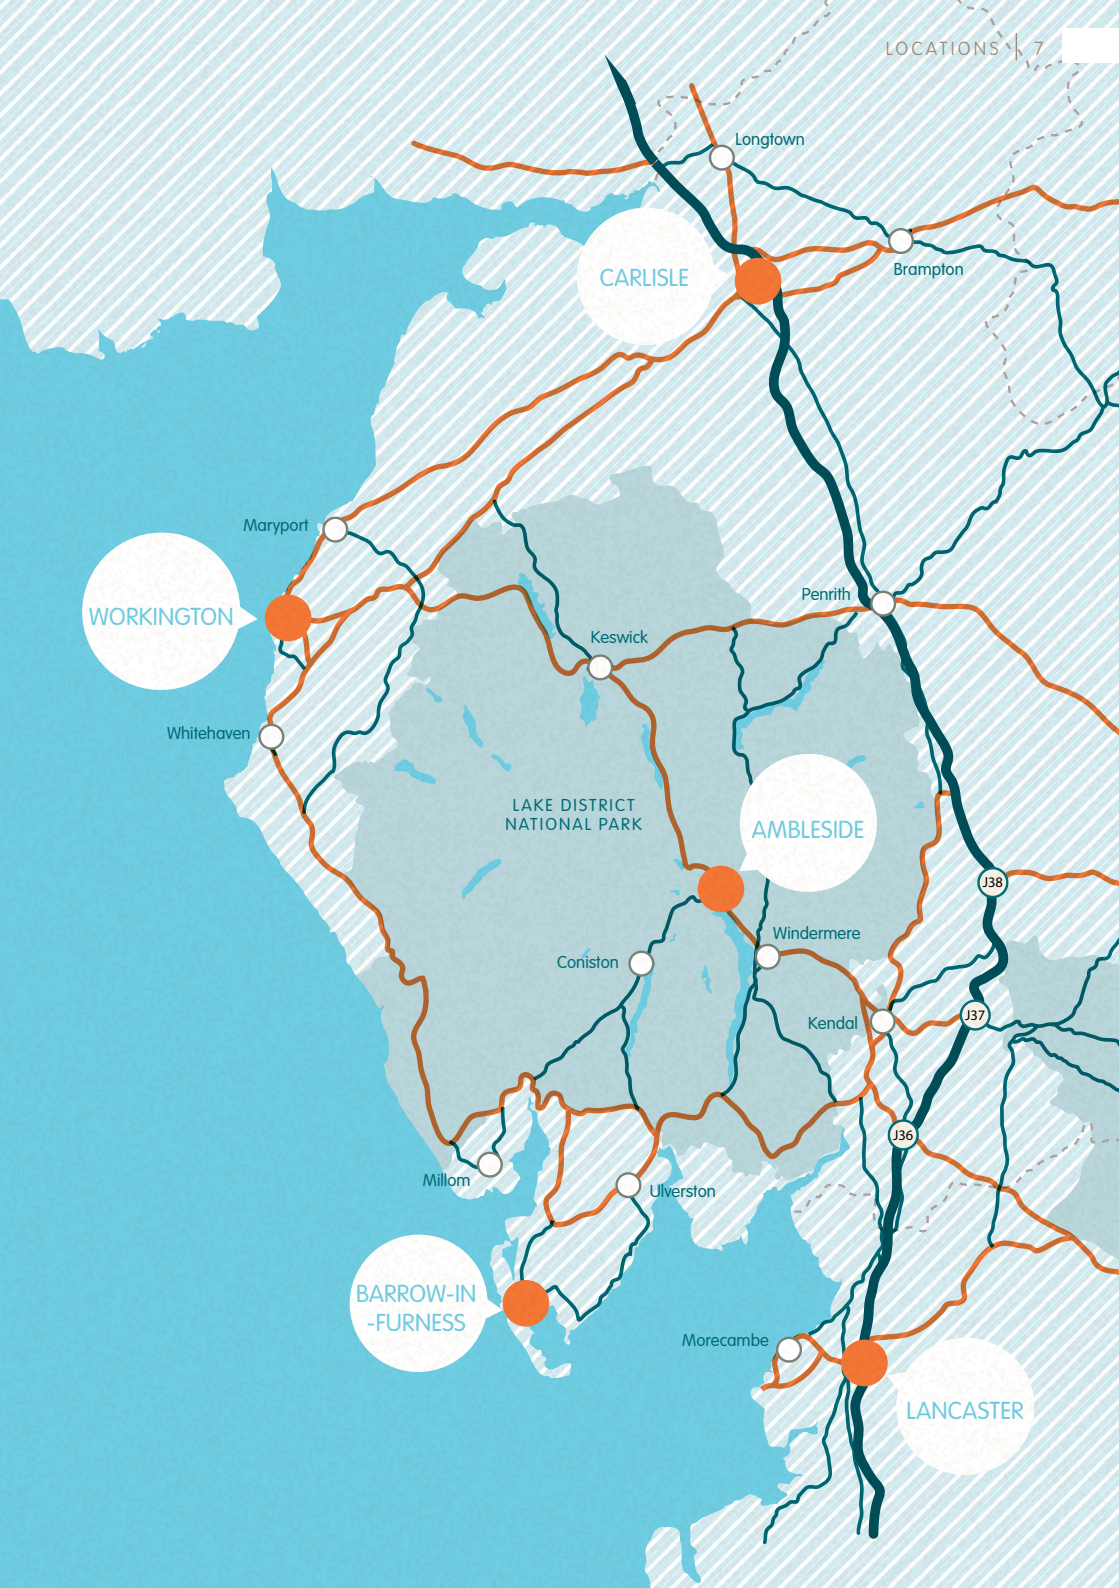 LOCATIONS | 7
Longtown
Brampton
CARLISLE
Maryport
WORKINGTON
Penrith
Keswick
Whitehaven
LAKE DISTRICT
NATIONAL PARK
AMBLESIDE
J38
Windermere
Coniston
Kendal
J37
J36
Millom
Ulverston
BARROW-IN
-FURNESS
Morecambe
LANCASTER